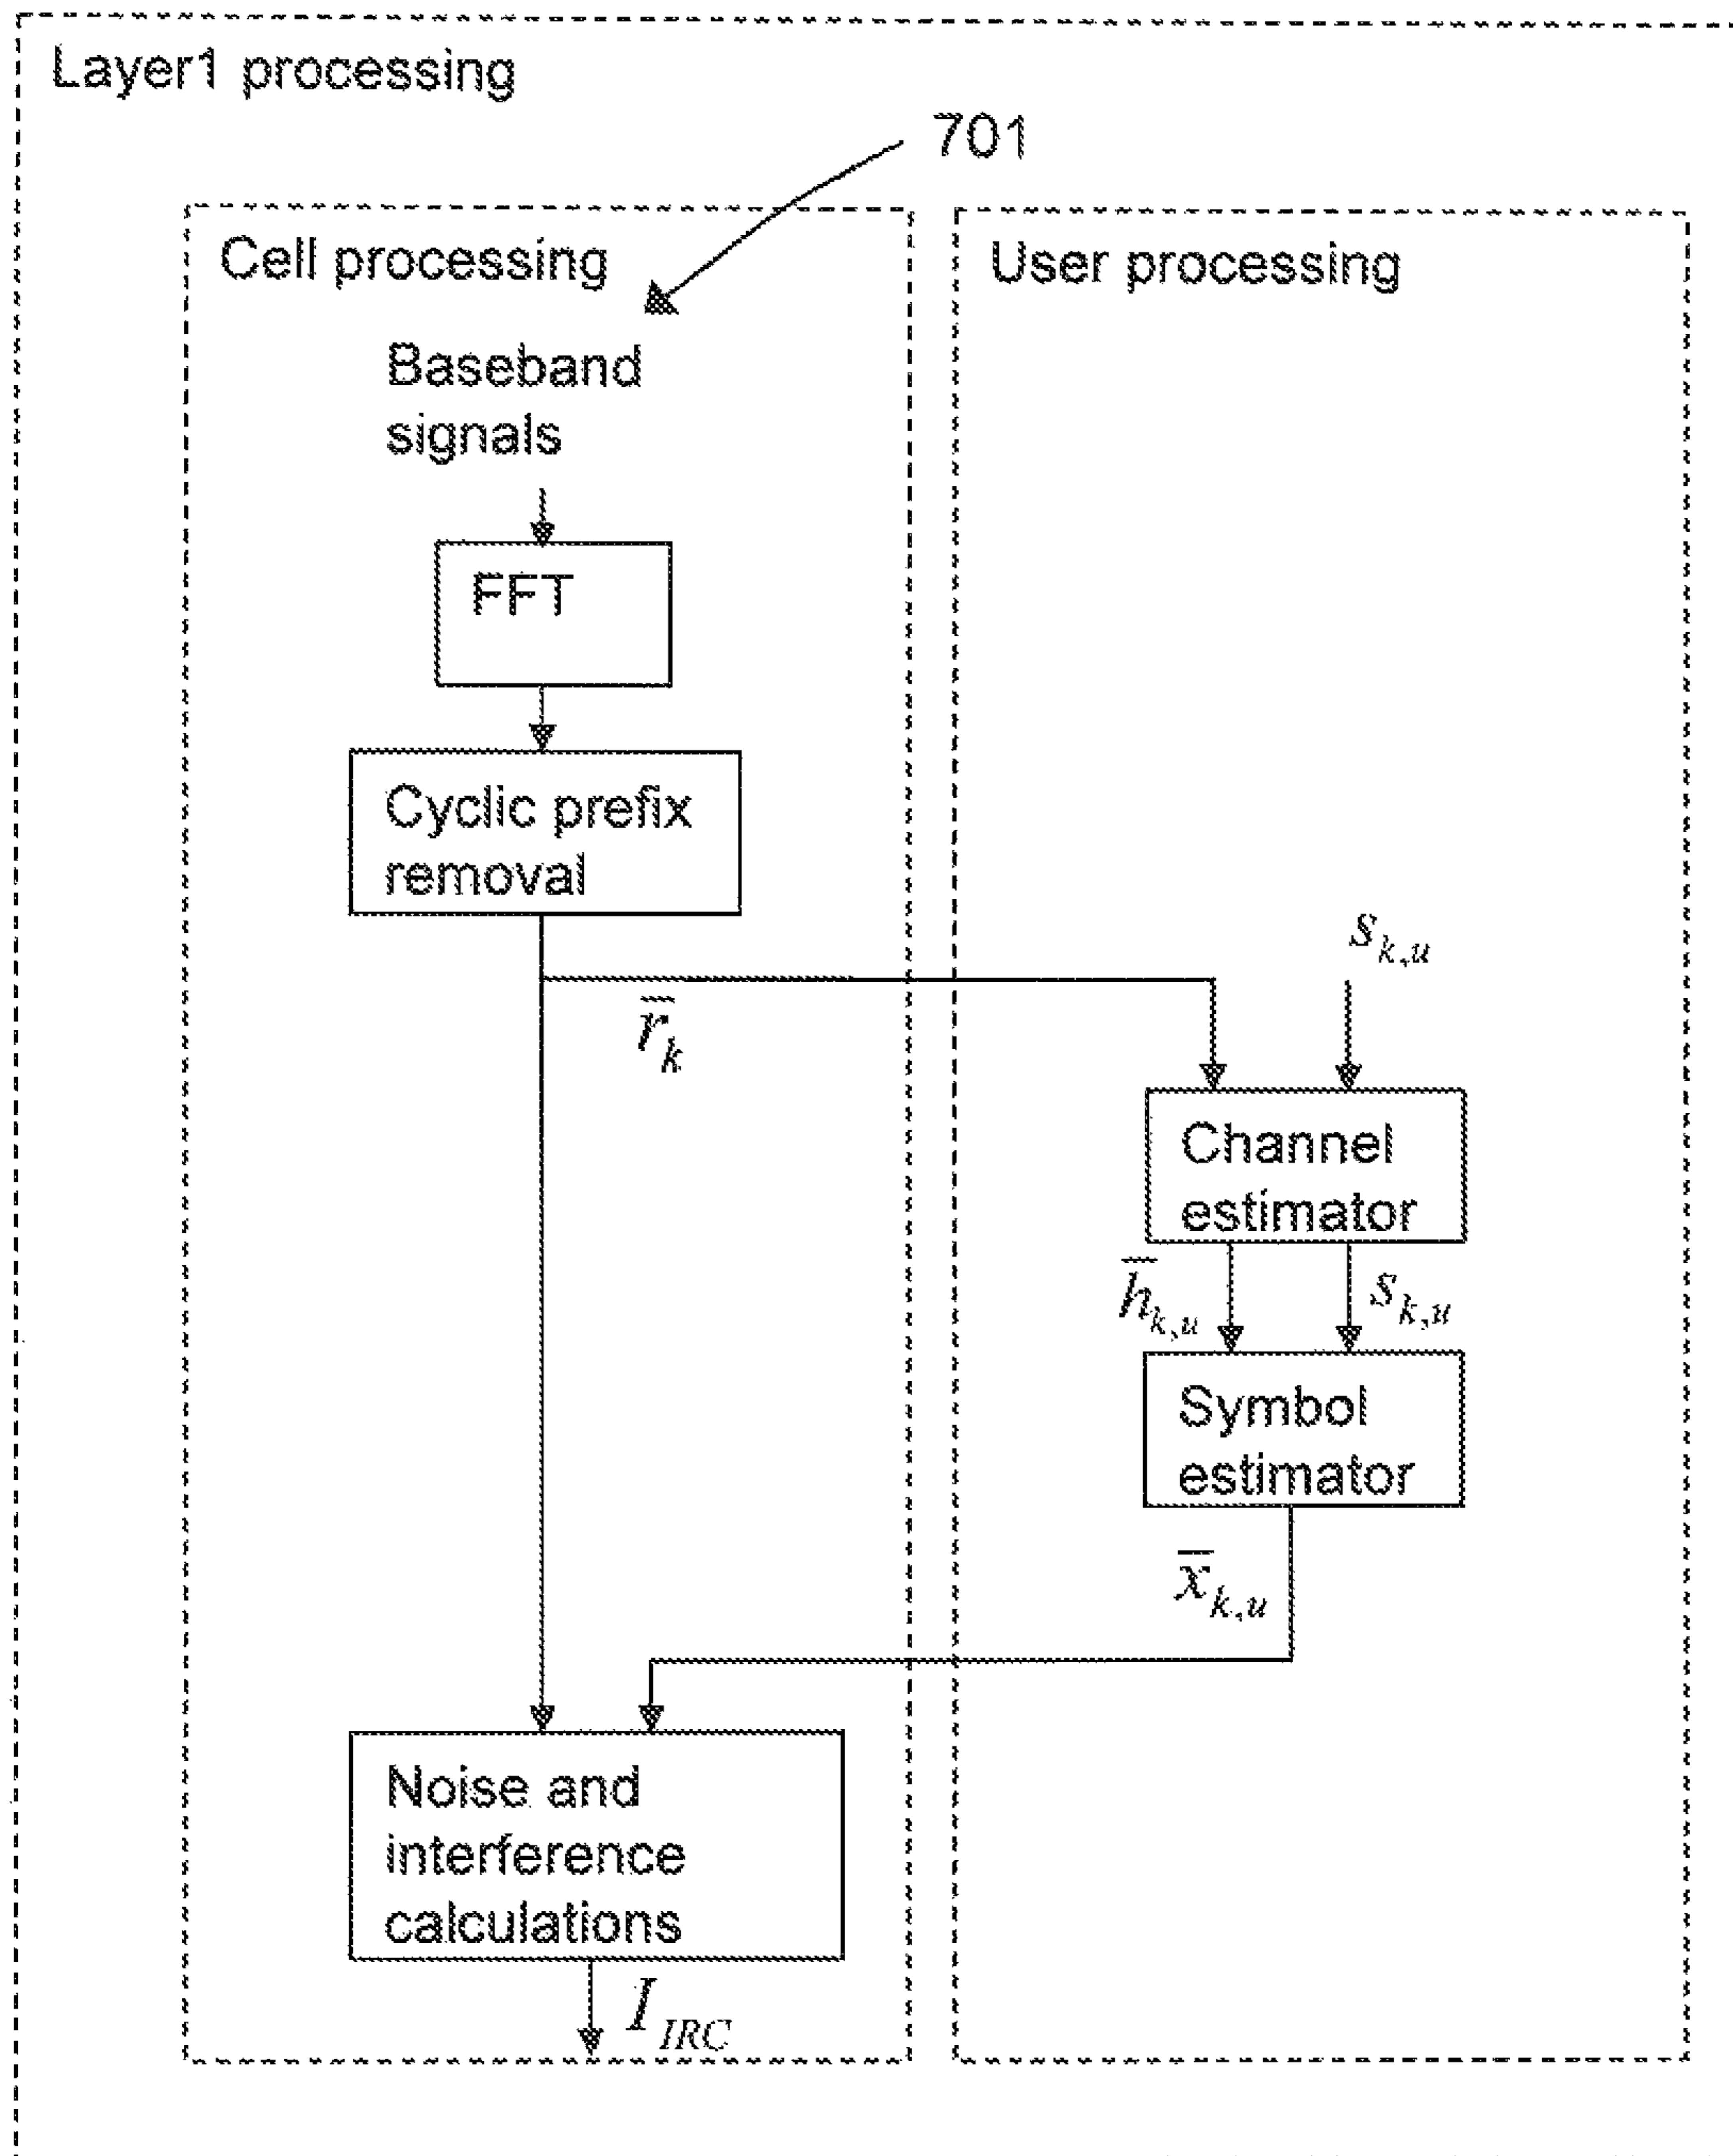 Layer1 processing
701
Cell processing
Baseband
signals
FFT
Cyclic prefix
removal
r̅_k
User processing
s_{k,u}
Channel
estimator
h̅_{k,u}
s_{k,u}
Symbol
estimator
x̅_{k,u}
Noise and
interference
calculations
I_{IRC}